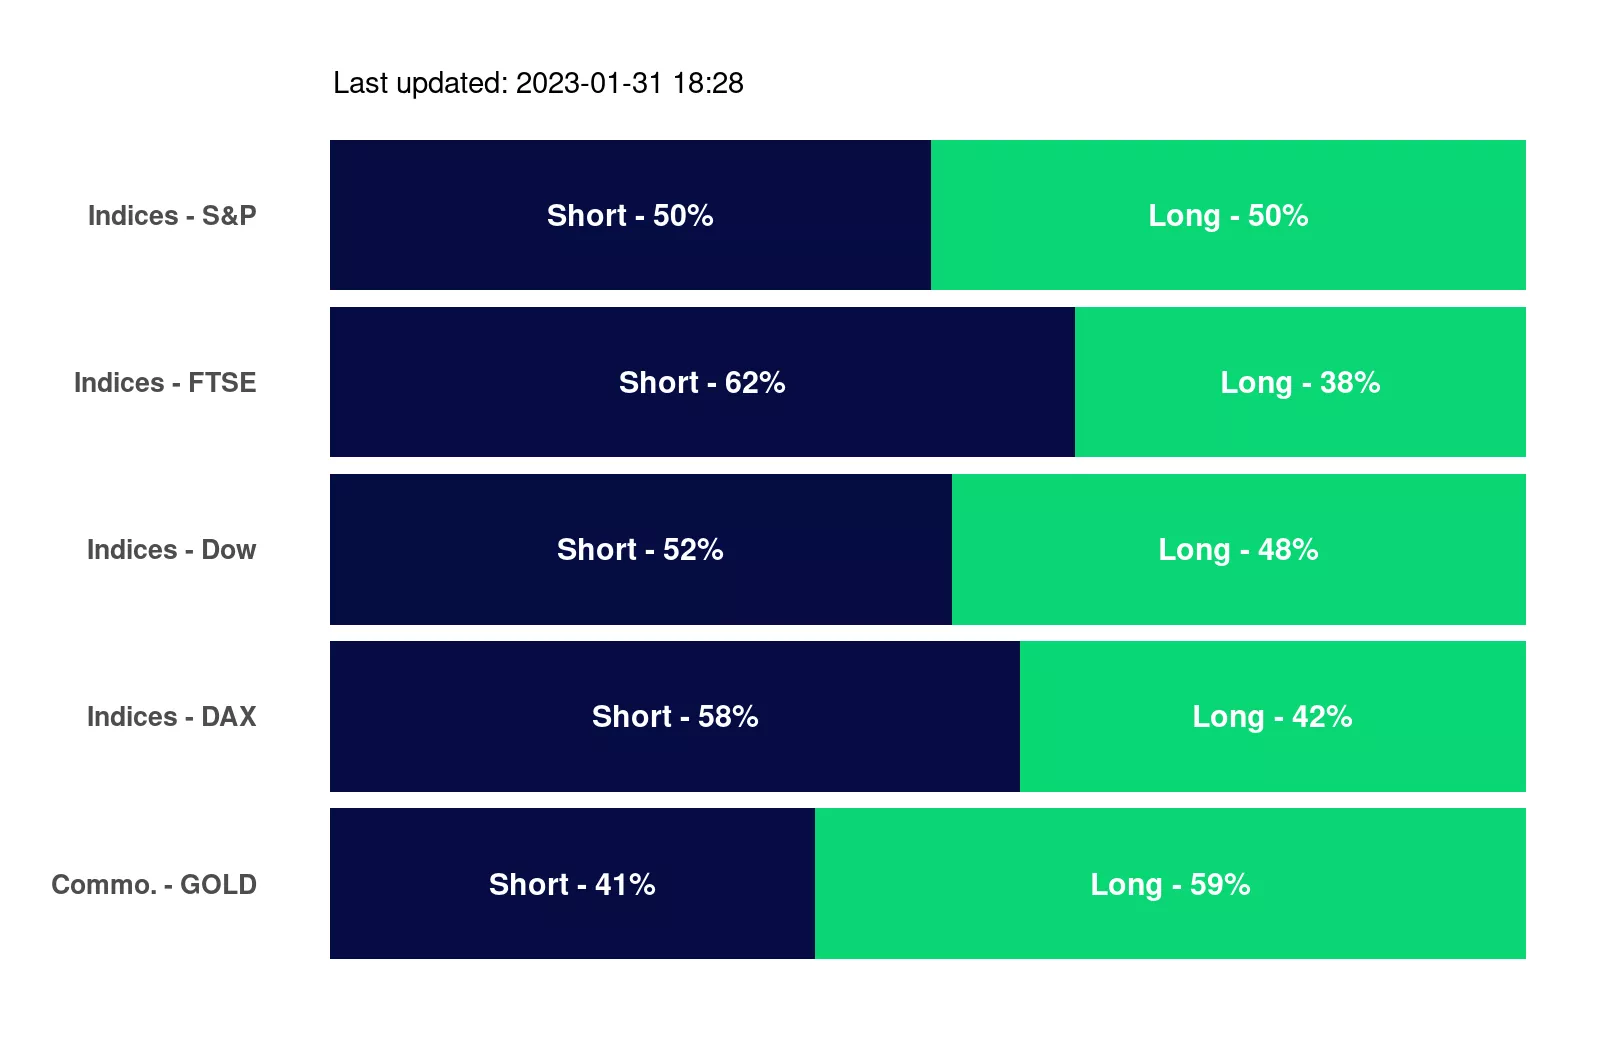 Last updated: 2023-01-31 18:28
Indices - S&P Short - 50% Long - 50%
Indices - FTSE Short - 62% Long - 38%
Indices - Dow Short - 52% Long - 48%
Indices - DAX Short - 58% Long - 42%
Commo. - GOLD Short - 41% Long - 59%